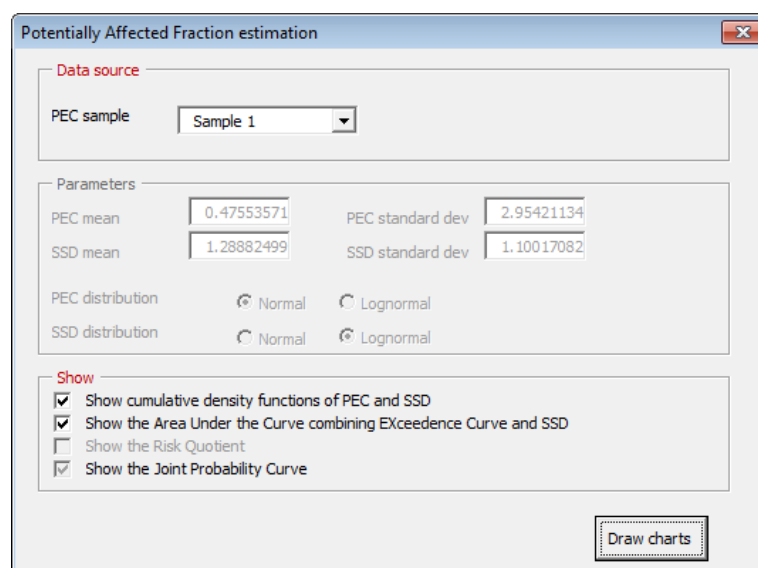 Potentially Affected Fraction estimation
Data source
PEC sample Sample 1
Parameters
PEC mean 0.47553571 PEC standard dev 2.95421134
SSD mean 1.28882499 SSD standard dev 1.10017082
PEC distribution Normal Lognormal
SSD distribution Normal Lognormal
Show
Show cumulative density functions of PEC and SSD
Show the Area Under the Curve combining EXceedence Curve and SSD
Show the Risk Quotient
Show the Joint Probability Curve
Draw charts